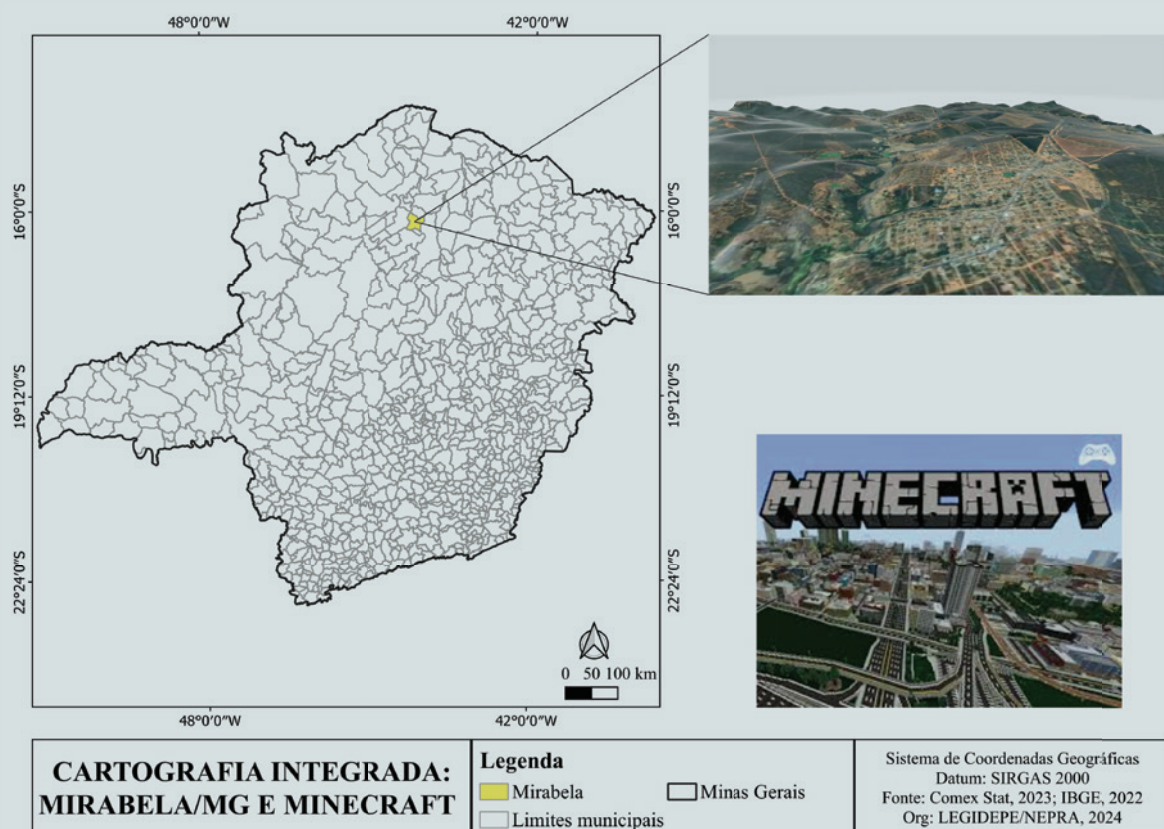 48°0'0"W
42°0'0"W
16°0'0"S
16°0'0"S
19°12'0"S
19°12'0"S
MINECRAFT
22°24'0"S
22°24'0"S
0 50 100 km
48°0'0"W
42°0'0"W
CARTOGRAFIA INTEGRADA:
MIRABELA/MG E MINECRAFT
Legenda
Mirabela
Minas Gerais
Limites municipais
Sistema de Coordenadas Geográficas
Datum: SIRGAS 2000
Fonte: Comex Stat, 2023; IBGE, 2022
Org: LEGIDEPE/NEPRA, 2024